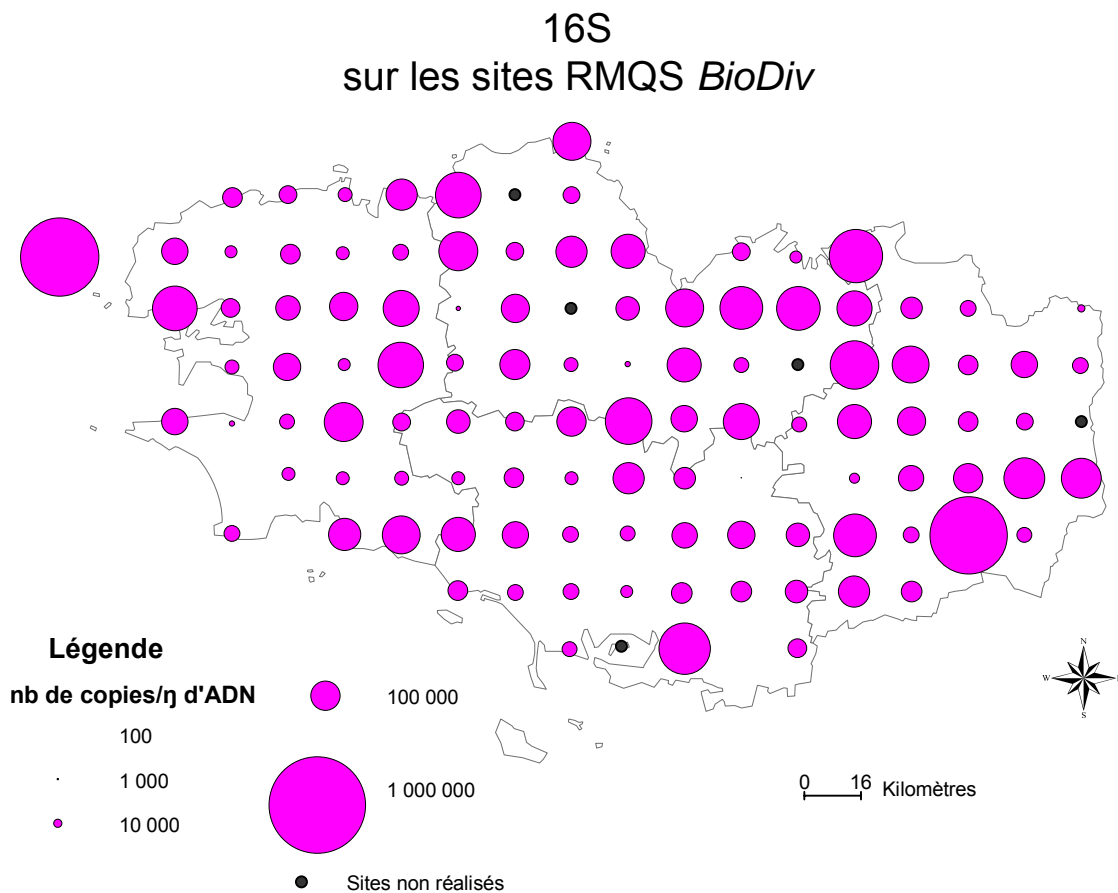 16S
sur les sites RMQS BioDiv
Légende
nb de copies/η d'ADN
100
1 000
10 000
100 000
1 000 000
Sites non réalisés
0 16 Kilomètres
N
W
S